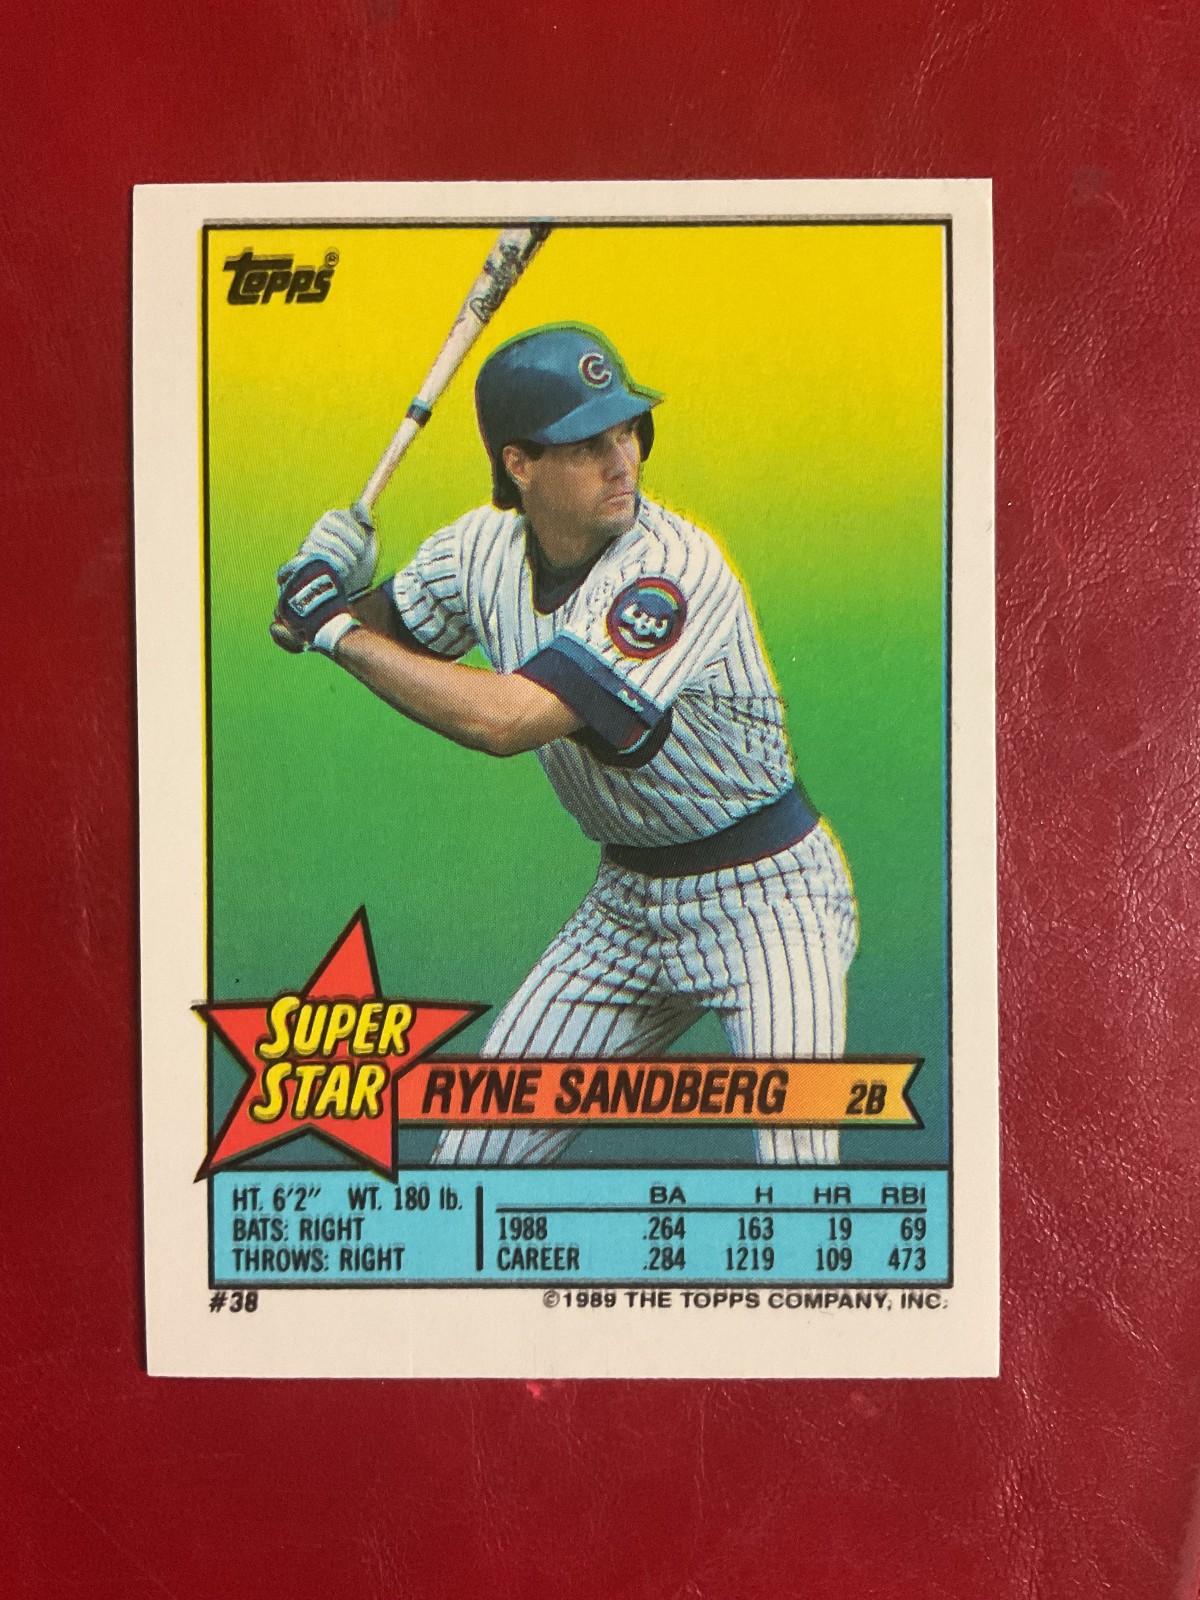 Topps®
C
SUPER
STAR
RYNE SANDBERG 2B
HT. 6'2" WT. 180 lb.
BATS: RIGHT
THROWS: RIGHT
BA H HR RBI
1988 .264 163 19 69
CAREER .284 1219 109 473
#38
©1989 THE TOPPS COMPANY, INC.